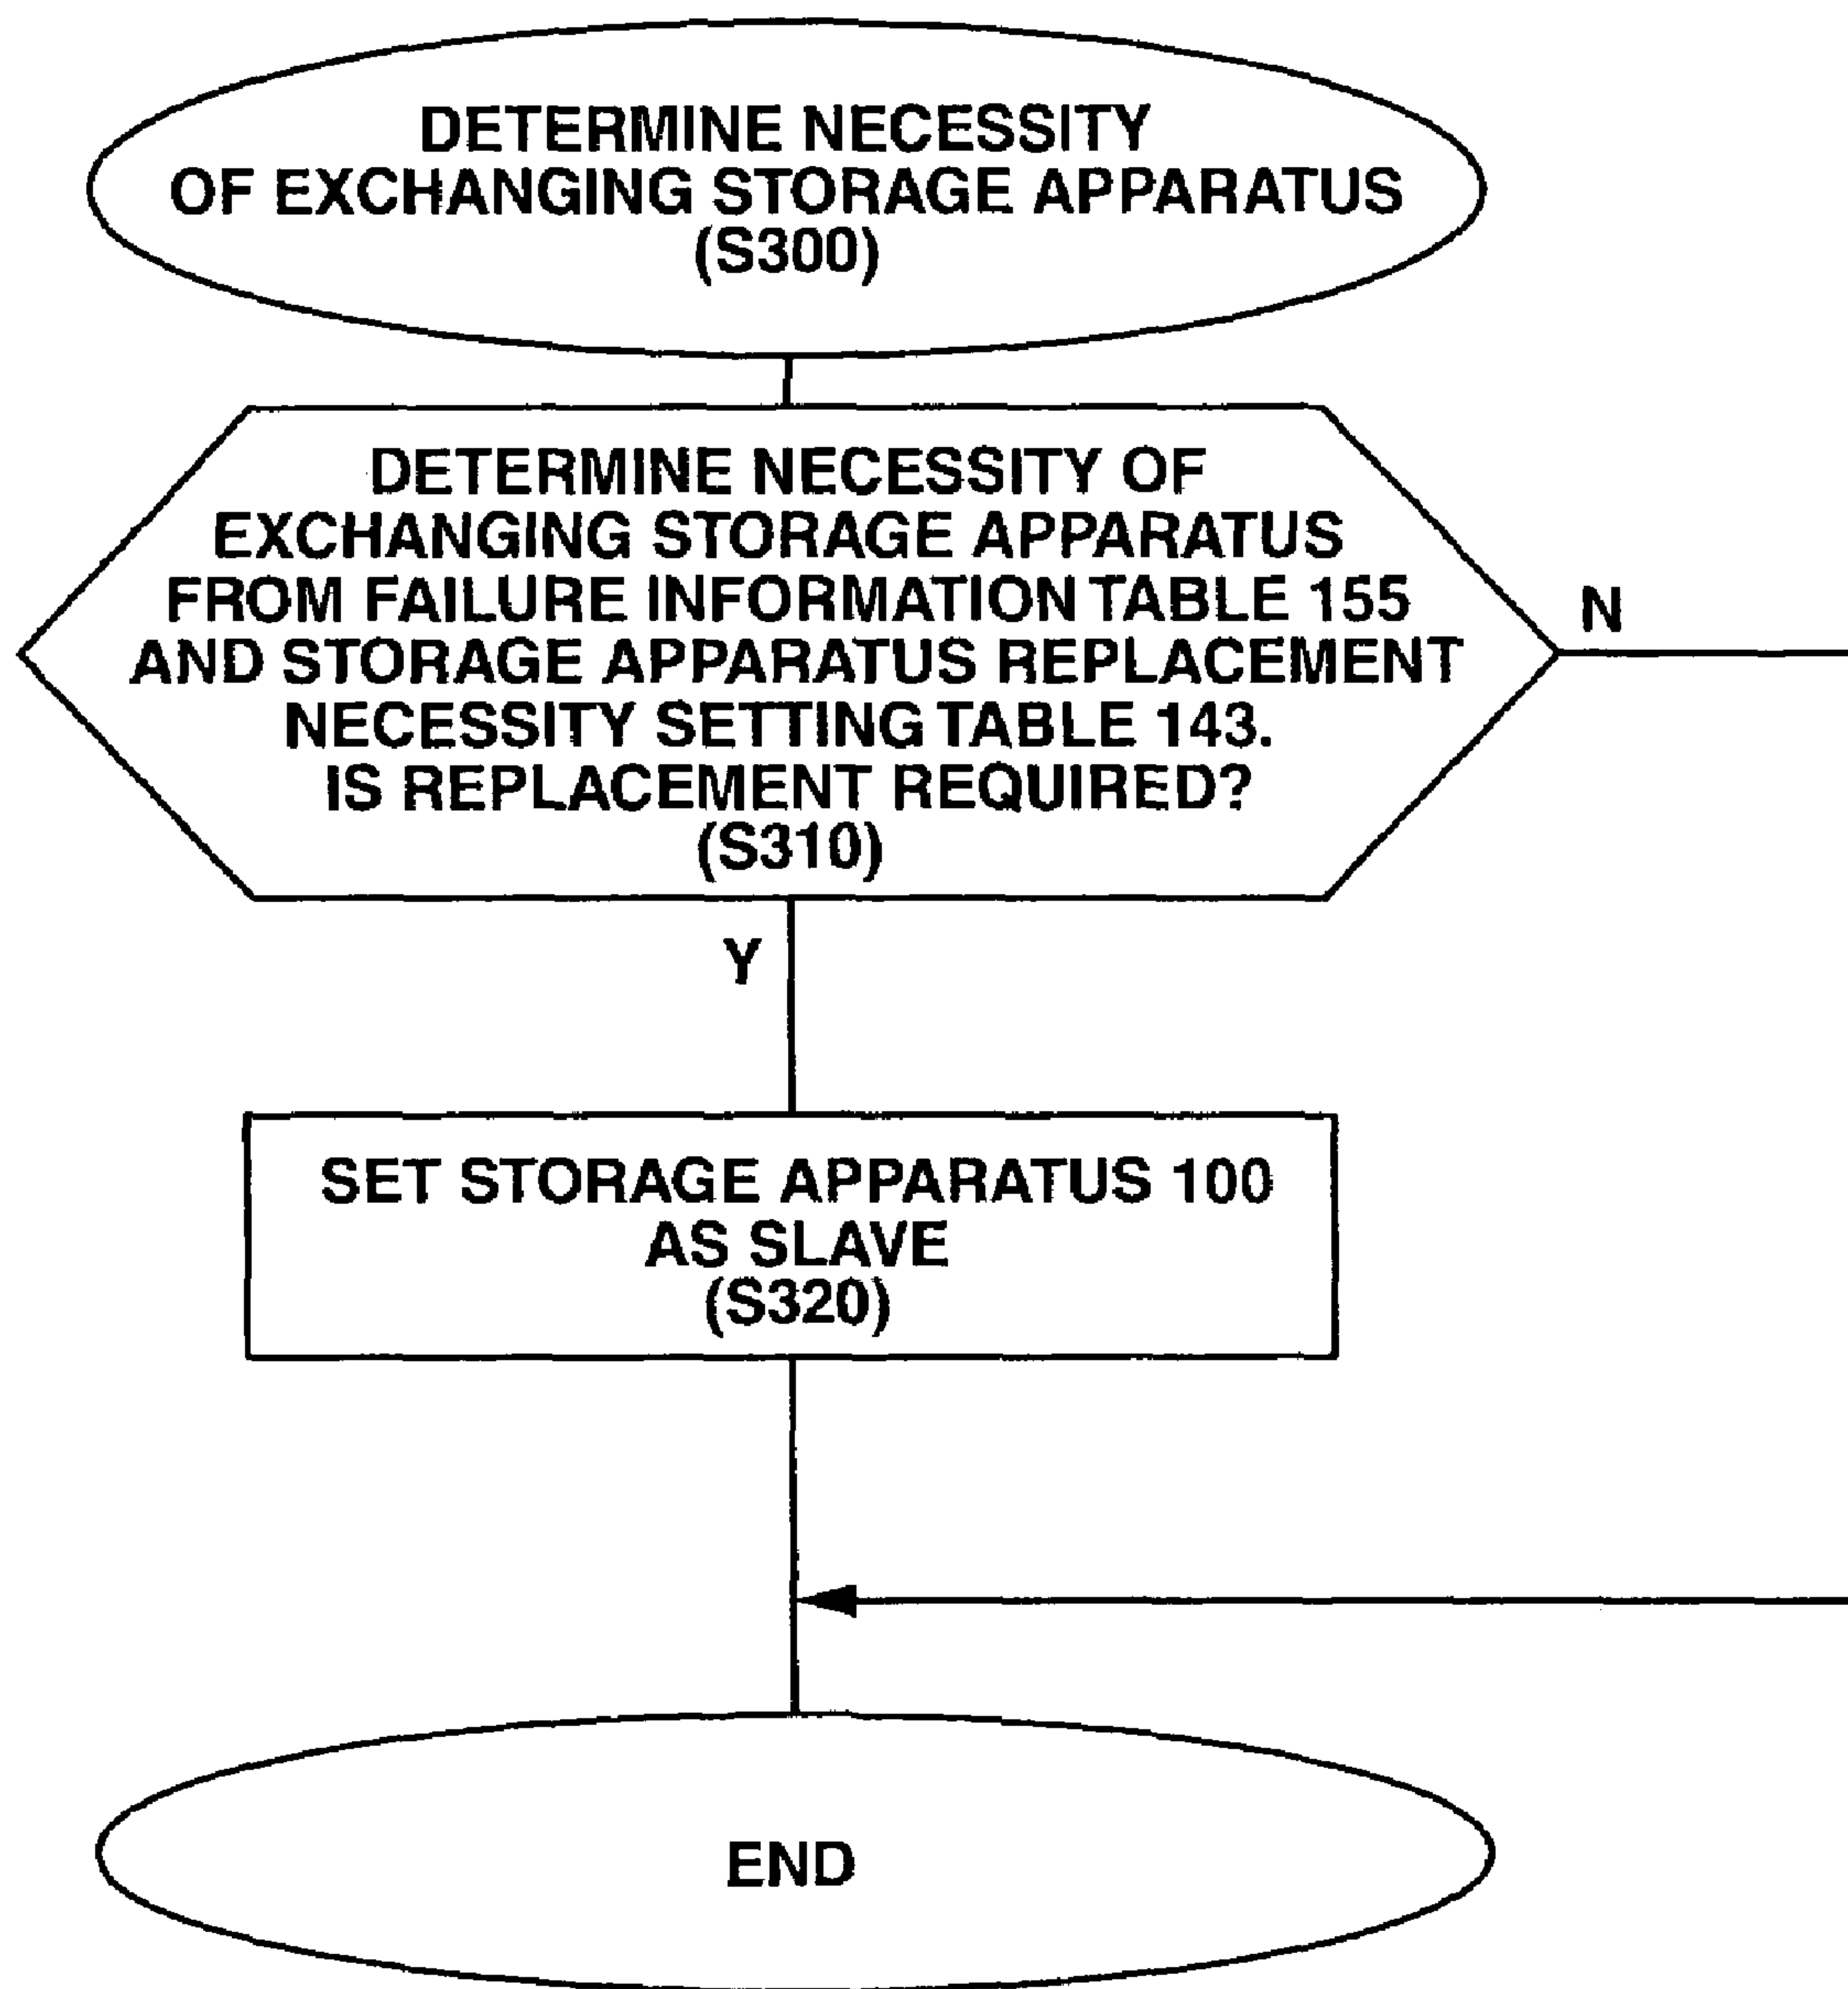 DETERMINE NECESSITY
OF EXCHANGING STORAGE APPARATUS
(S300)
DETERMINE NECESSITY OF
EXCHANGING STORAGE APPARATUS
FROM FAILURE INFORMATION TABLE 155
AND STORAGE APPARATUS REPLACEMENT
NECESSITY SETTING TABLE 143.
IS REPLACEMENT REQUIRED?
(S310)
N
Y
SET STORAGE APPARATUS 100
AS SLAVE
(S320)
END